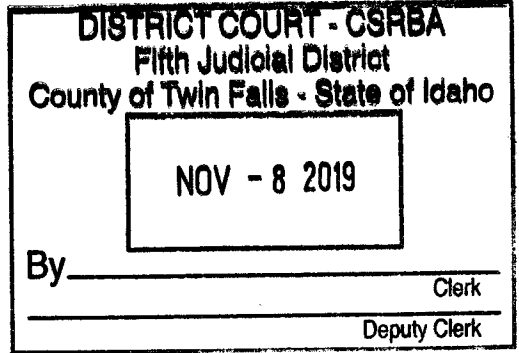 DISTRICT COURT - CSRBA
Fifth Judicial District
County of Twin Falls - State of Idaho
NOV - 8 2019
By
Clerk
Deputy Clerk